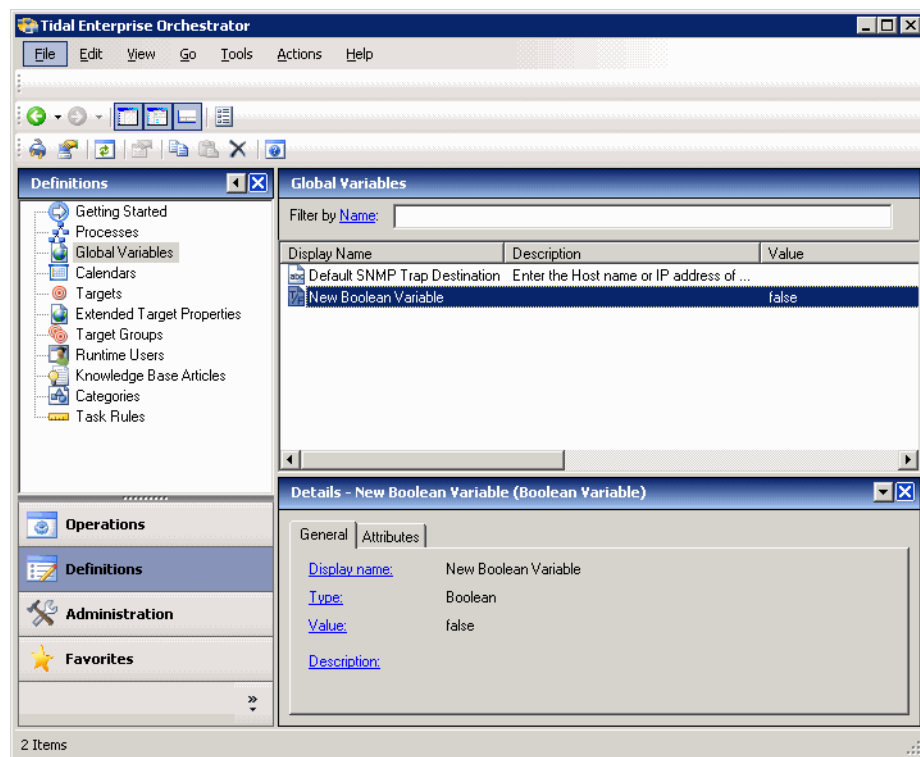 Tidal Enterprise Orchestrator
File Edit View Go Tools Actions Help
Definitions
Getting Started
Processes
Global Variables
Calendars
Targets
Extended Target Properties
Target Groups
Runtime Users
Knowledge Base Articles
Categories
Task Rules
Operations
Definitions
Administration
Favorites
Global Variables
Filter by Name:
Display Name Description Value
abc Default SNMP Trap Destination Enter the Host name or IP address of ...
New Boolean Variable false
Details - New Boolean Variable (Boolean Variable)
General Attributes
Display name: New Boolean Variable
Type: Boolean
Value: false
Description:
2 Items